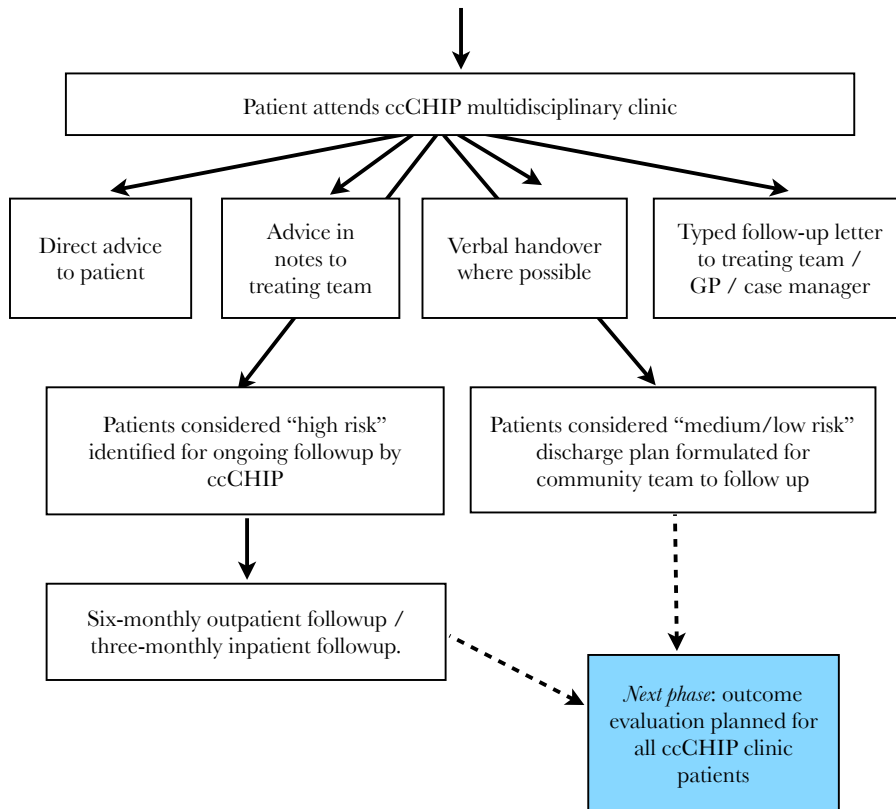 Patient attends ccCHIP multidisciplinary clinic
Direct advice
to patient
Advice in
notes to
treating team
Verbal handover
where possible
Typed follow-up letter
to treating team /
GP / case manager
Patients considered “high risk”
identified for ongoing followup by
ccCHIP
Patients considered “medium/low risk”
discharge plan formulated for
community team to follow up
Six-monthly outpatient followup /
three-monthly inpatient followup.
Next phase: outcome
evaluation planned for
all ccCHIP clinic
patients